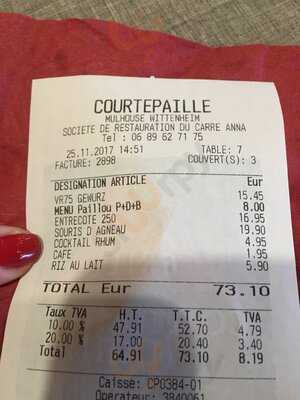 COURTEPAILLE
MULHOUSE WITTENHEIM
SOCIETE DE RESTAURATION DU CARRE ANNA
Tel : 06 89 62 71 75
25.11.2017 14:51 TABLE: 7
FACTURE: 2898 COUVERT(S): 3
DESIGNATION ARTICLE Eur
VR75 GEWURZ 15.45
MENU Paillou P+D+B 8.00
ENTRECOTE 250 16.95
SOURIS D AGNEAU 19.90
COCKTAIL RHUM 4.95
CAFE 1.95
RIZ AU LAIT 5.90
TOTAL Eur 73.10
Taux TVA H.T. T.T.C. TVA
10.00 % 47.91 52.70 4.79
20.00 % 17.00 20.40 3.40
Total 64.91 73.10 8.19
Caisse: CP0384-01
Operateur: 3840061